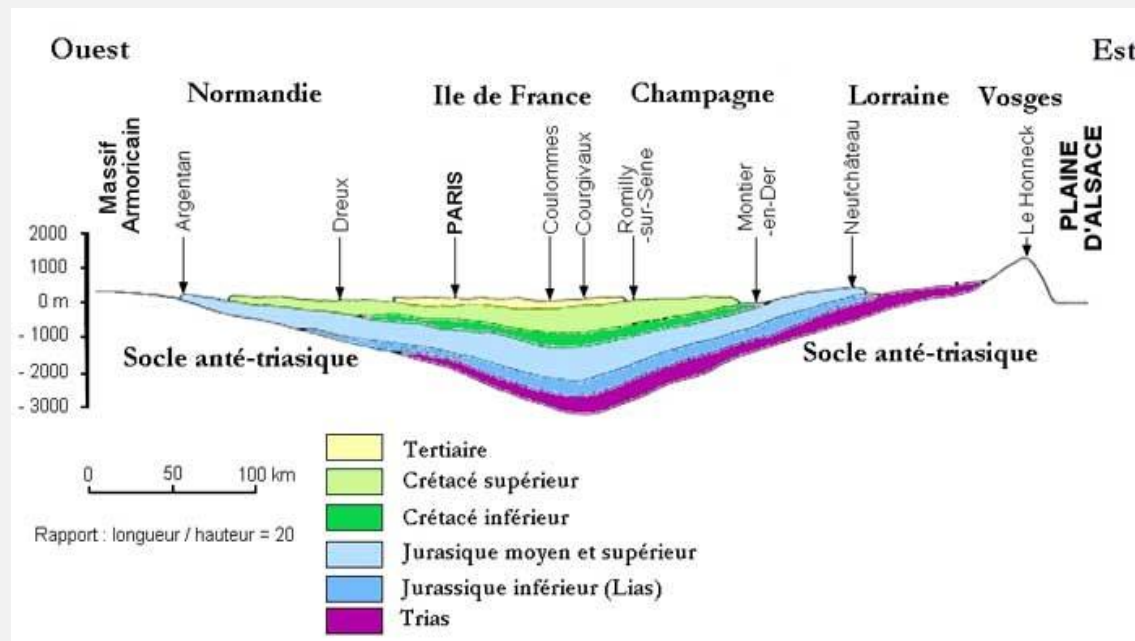 Ouest
Est
Normandie
Ile de France
Champagne
Lorraine
Vosges
Massif
Armoricain
Argentan
Dreux
PARIS
Coulommes
Courgivaux
Romilly
-sur-Seine
Montier
-en-Der
Neufchâteau
Le Honneck
PLAINE
D'ALSACE
2000
1000
0 m
- 1000
- 2000
- 3000
Socle anté-triasique
Socle anté-triasique
0 50 100 km
Rapport : longueur / hauteur = 20
Tertiaire
Crétacé supérieur
Crétacé inférieur
Jurasique moyen et supérieur
Jurassique inférieur (Lias)
Trias